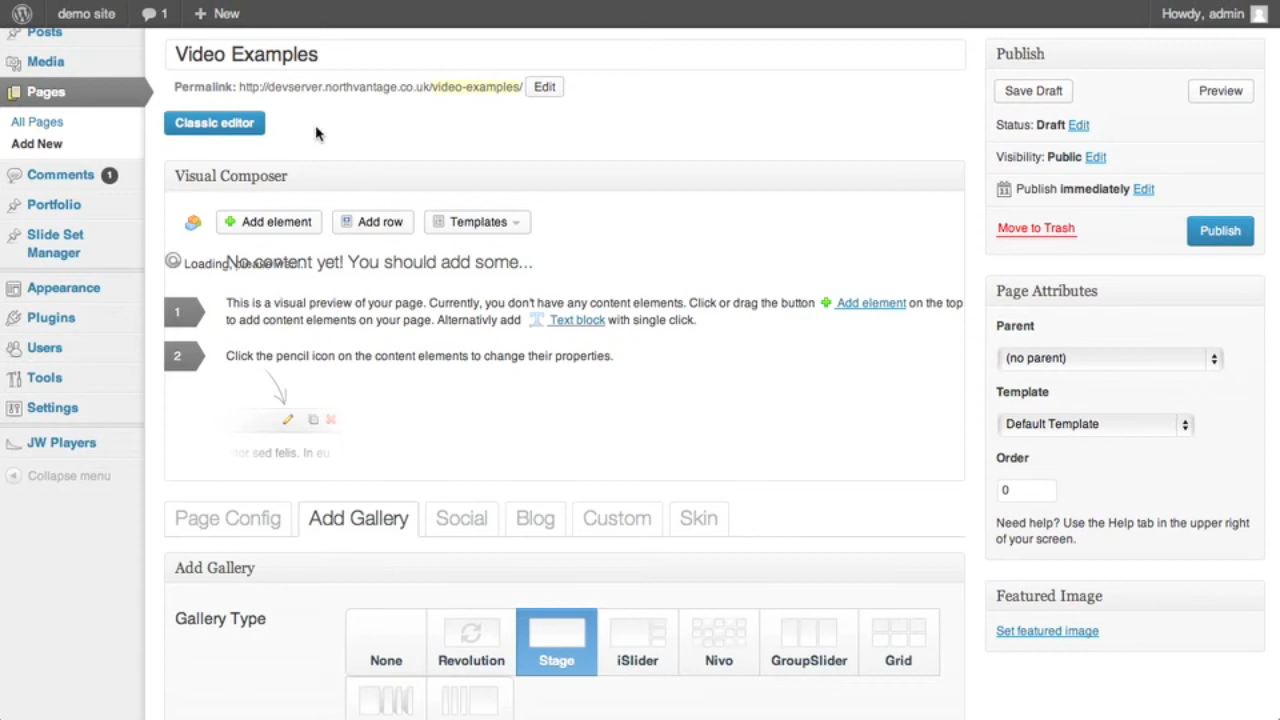 demo site
1
New
Howdy, admin
Posts
Media
Pages
All Pages
Add New
Comments 1
Portfolio
Slide Set
Manager
Appearance
Plugins
Users
Tools
Settings
JW Players
Collapse menu
Video Examples
Permalink: http://devserver.northvantage.co.uk/video-examples/ Edit
Classic editor
Visual Composer
Add element
Add row
Templates
Loading, please wait...
No content yet! You should add some...
1
This is a visual preview of your page. Currently, you don't have any content elements. Click or drag the button Add element on the top
to add content elements on your page. Alternativly add Text block with single click.
2
Click the pencil icon on the content elements to change their properties.
tor sed felis. In eu
Page Config
Add Gallery
Social
Blog
Custom
Skin
Add Gallery
Gallery Type
None
Revolution
Stage
iSlider
Nivo
GroupSlider
Grid
Publish
Save Draft
Preview
Status: Draft Edit
Visibility: Public Edit
11
Publish immediately Edit
Move to Trash
Publish
Page Attributes
Parent
(no parent)
Template
Default Template
Order
0
Need help? Use the Help tab in the upper right
of your screen.
Featured Image
Set featured image